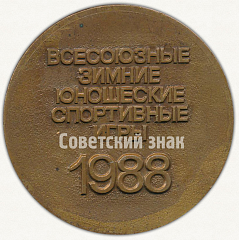 ВСЕСОЮЗНЫЕ
ЗИМНИЕ
ЮНОШЕСКИЕ
СПОРТИВНЫЕ
ИГРЫ
Советский знак
1988